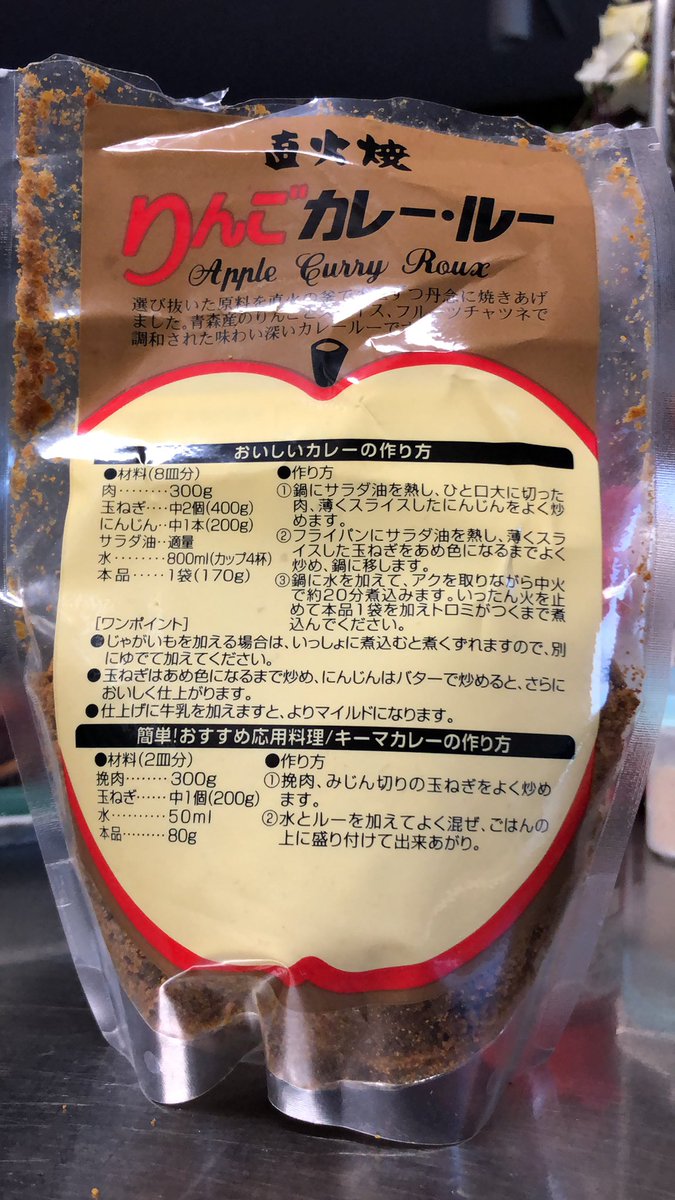 直火焼
りんごカレー・ルー
Apple Curry Roux
選び抜いた原料を直火の釜で つ丹念に焼きあげ
ました。青森産のりんごと イス、フルーツチャツネで
調和された味わい深いカレールーで
おいしいカレーの作り方
●材料(8皿分)
肉‥‥‥‥300g
玉ねぎ‥‥中2個(400g)
にんじん‥中1本(200g)
サラダ油‥適量
水‥‥‥‥800ml(カップ4杯)
本品‥‥‥1袋(170g)
●作り方
①鍋にサラダ油を熱し、ひと口大に切った
肉、薄くスライスしたにんじんをよく炒
めます。
②フライパンにサラダ油を熱し、薄くスラ
イスした玉ねぎをあめ色になるまでよく
炒め、鍋に移します。
③鍋に水を加えて、アクを取りながら中火
で約20分煮込みます。いったん火を止
めて本品1袋を加えトロミがつくまで煮
込んでください。
[ワンポイント]
●じゃがいもを加える場合は、いっしょに煮込むと煮くずれますので、別
にゆでて加えてください。
●玉ねぎはあめ色になるまで炒め、にんじんはバターで炒めると、さらに
おいしく仕上がります。
●仕上げに牛乳を加えますと、よりマイルドになります。
簡単!おすすめ応用料理/キーマカレーの作り方
●材料(2皿分)
挽肉‥‥‥300g
玉ねぎ‥‥中1個(200g)
水‥‥‥‥50ml
本品‥‥‥80g
●作り方
①挽肉、みじん切りの玉ねぎをよく炒め
ます。
②水とルーを加えてよく混ぜ、ごはんの
上に盛り付けて出来あがり。